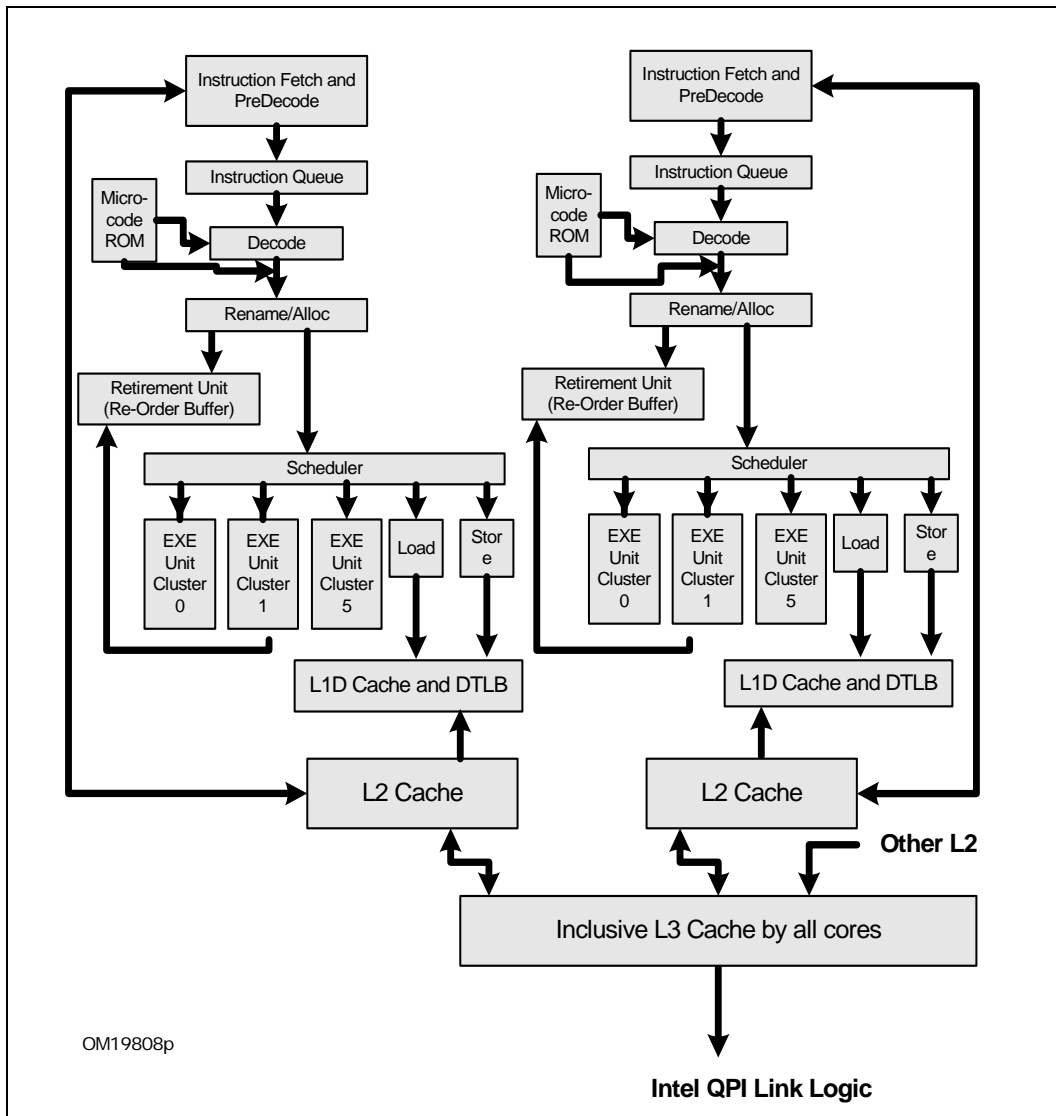 Instruction Fetch and
PreDecode
Instruction Queue
Micro-
code
ROM
Decode
Rename/Alloc
Retirement Unit
(Re-Order Buffer)
Scheduler
EXE
Unit
Cluster
0
EXE
Unit
Cluster
1
EXE
Unit
Cluster
5
Load
Stor
e
L1D Cache and DTLB
L2 Cache
Instruction Fetch and
PreDecode
Instruction Queue
Micro-
code
ROM
Decode
Rename/Alloc
Retirement Unit
(Re-Order Buffer)
Scheduler
EXE
Unit
Cluster
0
EXE
Unit
Cluster
1
EXE
Unit
Cluster
5
Load
Stor
e
L1D Cache and DTLB
L2 Cache
Other L2
Inclusive L3 Cache by all cores
OM19808p
Intel QPI Link Logic